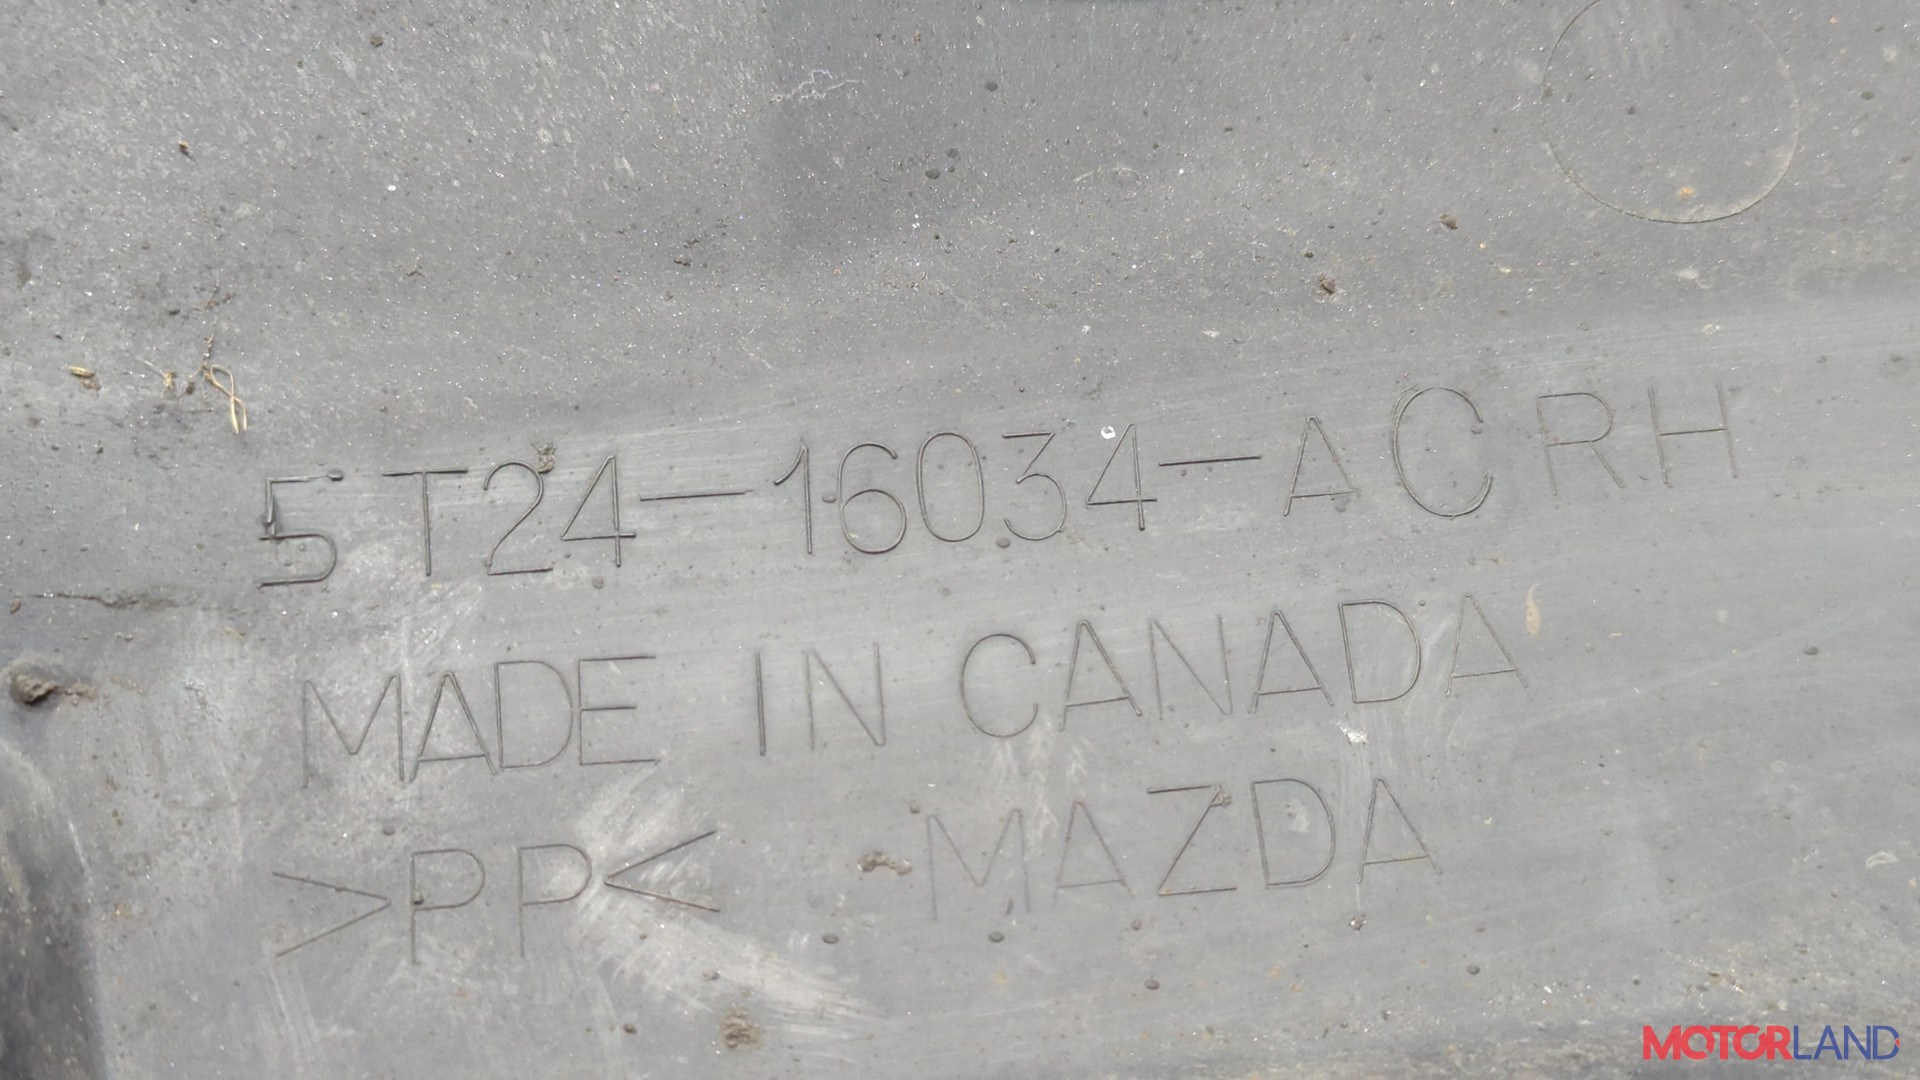 5T24-16034-ACRH
MADE IN CANADA
>PP< MAZDA
MOTORLAND